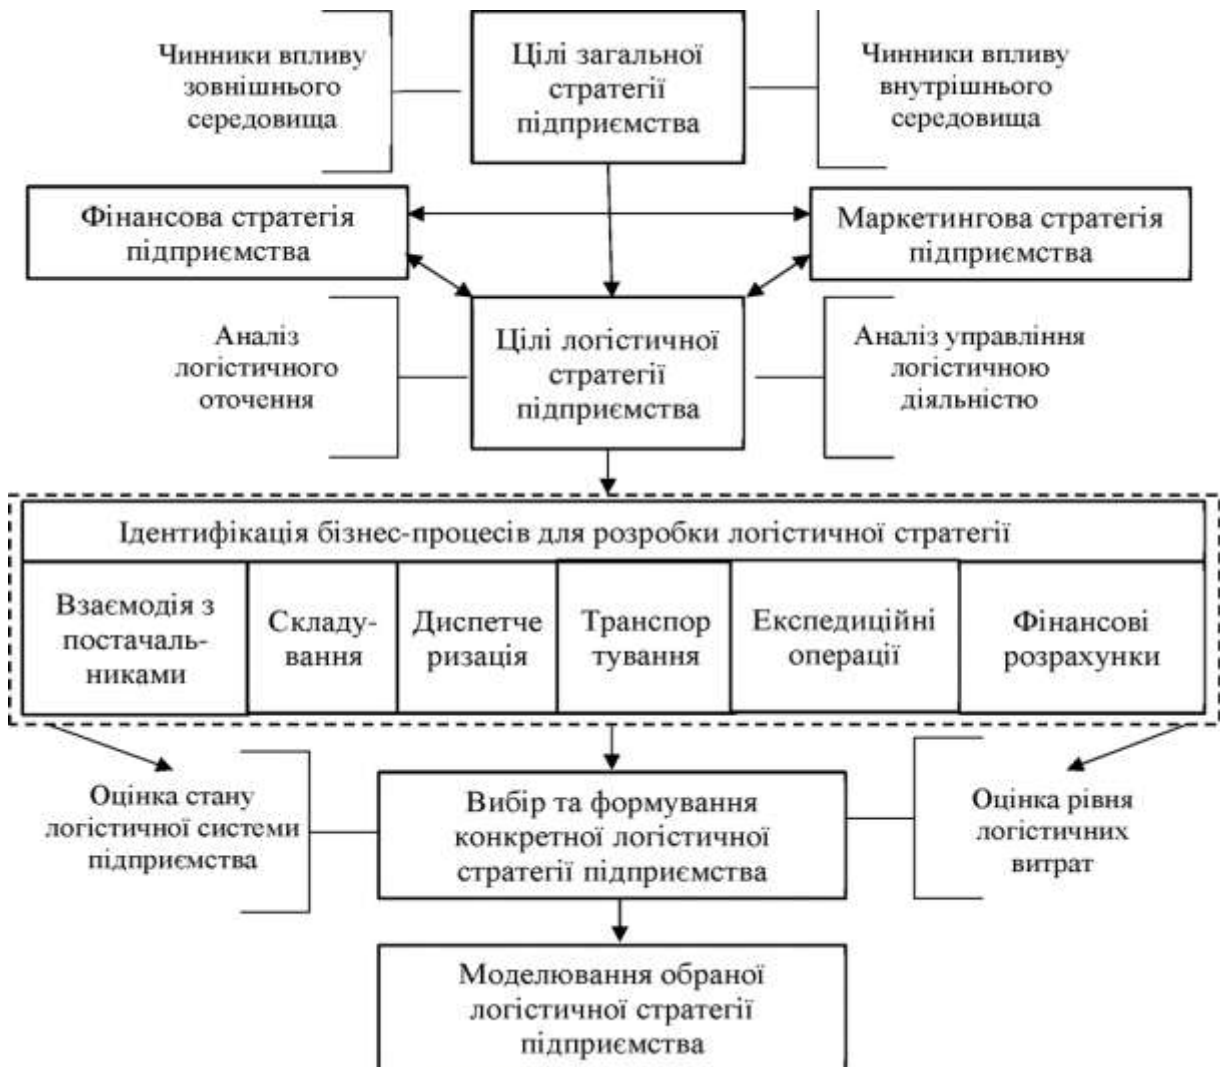 Чинники впливу
зовнішнього
середовища
Цілі загальної
стратегії
підприємства
Чинники впливу
внутрішнього
середовища
Фінансова стратегія
підприємства
Маркетингова стратегія
підприємства
Аналіз
логістичного
оточення
Цілі логістичної
стратегії
підприємства
Аналіз управління
логістичною
діяльністю
Ідентифікація бізнес-процесів для розробки логістичної стратегії
Взаємодія з
постачаль-
никами
Складу-
вання
Диспетче
ризація
Транспор
тування
Експедиційні
операції
Фінансові
розрахунки
Оцінка стану
логістичної системи
підприємства
Вибір та формування
конкретної логістичної
стратегії підприємства
Оцінка рівня
логістичних
витрат
Моделювання обраної
логістичної стратегії
підприємства